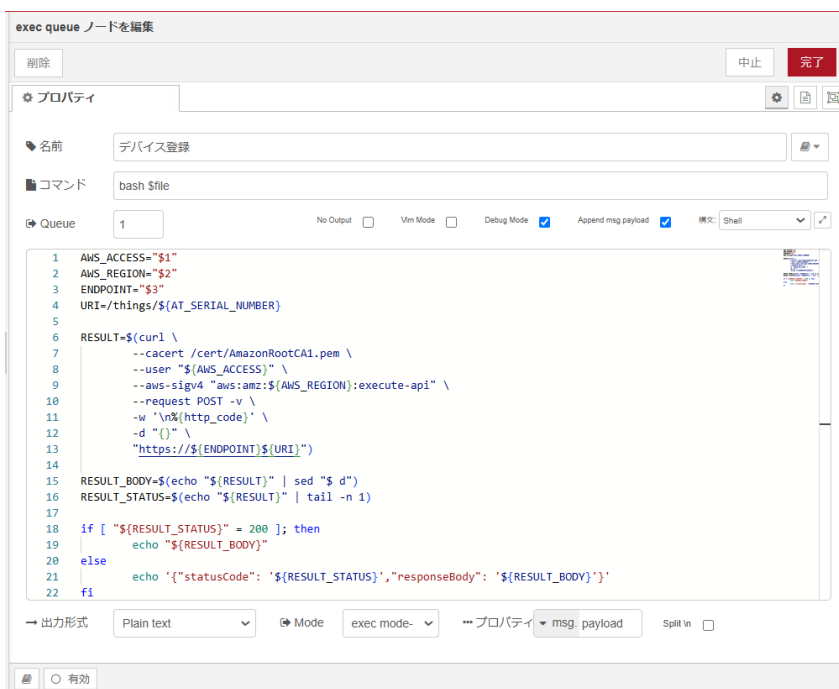 exec queue ノードを編集
削除 中止 完了
プロパティ
名前 デバイス登録
コマンド bash $file
Queue 1 No Output Vim Mode Debug Mode Append msg.payload 構文: Shell
1 AWS_ACCESS="$1"
2 AWS_REGION="$2"
3 ENDPOINT="$3"
4 URI=/things/${AT_SERIAL_NUMBER}
5
6 RESULT=$(curl \
7 --cacert /cert/AmazonRootCA1.pem \
8 --user "${AWS_ACCESS}" \
9 --aws-sigv4 "aws:amz:${AWS_REGION}:execute-api" \
10 --request POST -v \
11 -w '\n%{http_code}' \
12 -d "{}" \
13 "https://${ENDPOINT}${URI}")
14
15 RESULT_BODY=$(echo "${RESULT}" | sed "$ d")
16 RESULT_STATUS=$(echo "${RESULT}" | tail -n 1)
17
18 if [ "${RESULT_STATUS}" = 200 ]; then
19 echo "${RESULT_BODY}"
20 else
21 echo '{"statusCode": '${RESULT_STATUS}',"responseBody": '${RESULT_BODY}'}'
22 fi
出力形式 Plain text Mode exec mode- プロパティ msg. payload Split \n
有効